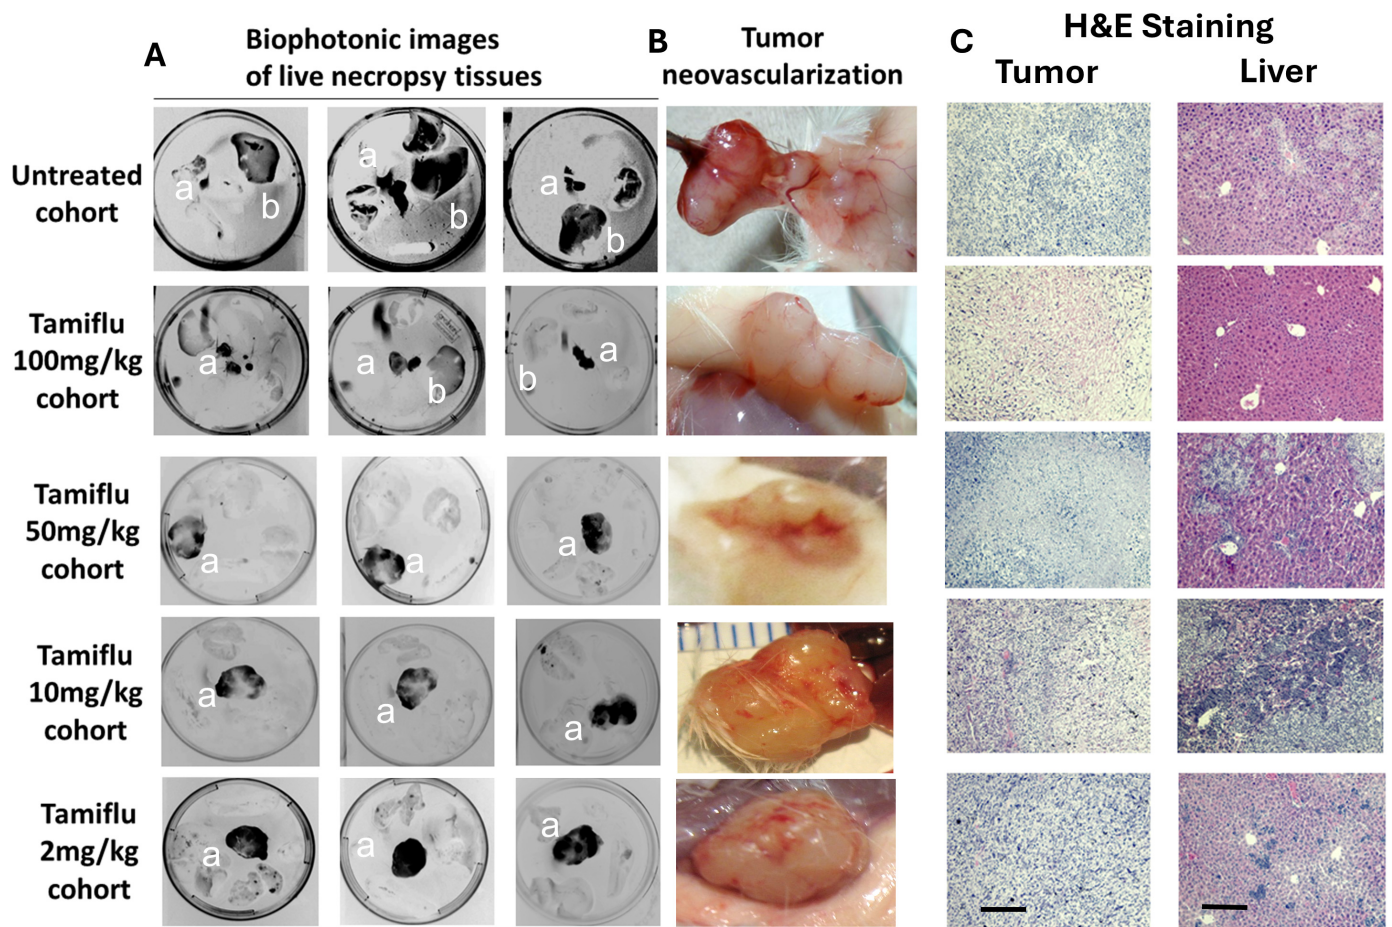 A
Biophotonic images
of live necropsy tissues
B
Tumor
neovascularization
C
H&E Staining
Tumor
Liver
Untreated
cohort
a
b
a
b
a
b
Tamiflu
100mg/kg
cohort
a
a
b
a
b
Tamiflu
50mg/kg
cohort
a
a
a
Tamiflu
10mg/kg
cohort
a
a
a
Tamiflu
2mg/kg
cohort
a
a
a